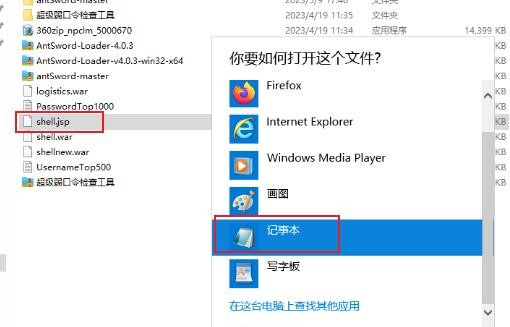 antSword-master 2023/5/9 17:46 文件夹
超级弱口令检查工具 2023/4/19 11:35 文件夹
360zip_npclm_5000670 2023/4/19 11:34 应用程序 14,399 KB
AntSword-Loader-4.0.3 KB
AntSword-Loader-v4.0.3-win32-x64 KB
antSword-master KB
logistics.war KB
PasswordTop1000 KB
shell.jsp KB
shell.war KB
shellnew.war KB
UsernameTop500 KB
超级弱口令检查工具 KB
你要如何打开这个文件?
Firefox
Internet Explorer
Windows Media Player
画图
记事本
写字板
在这台电脑上查找其他应用